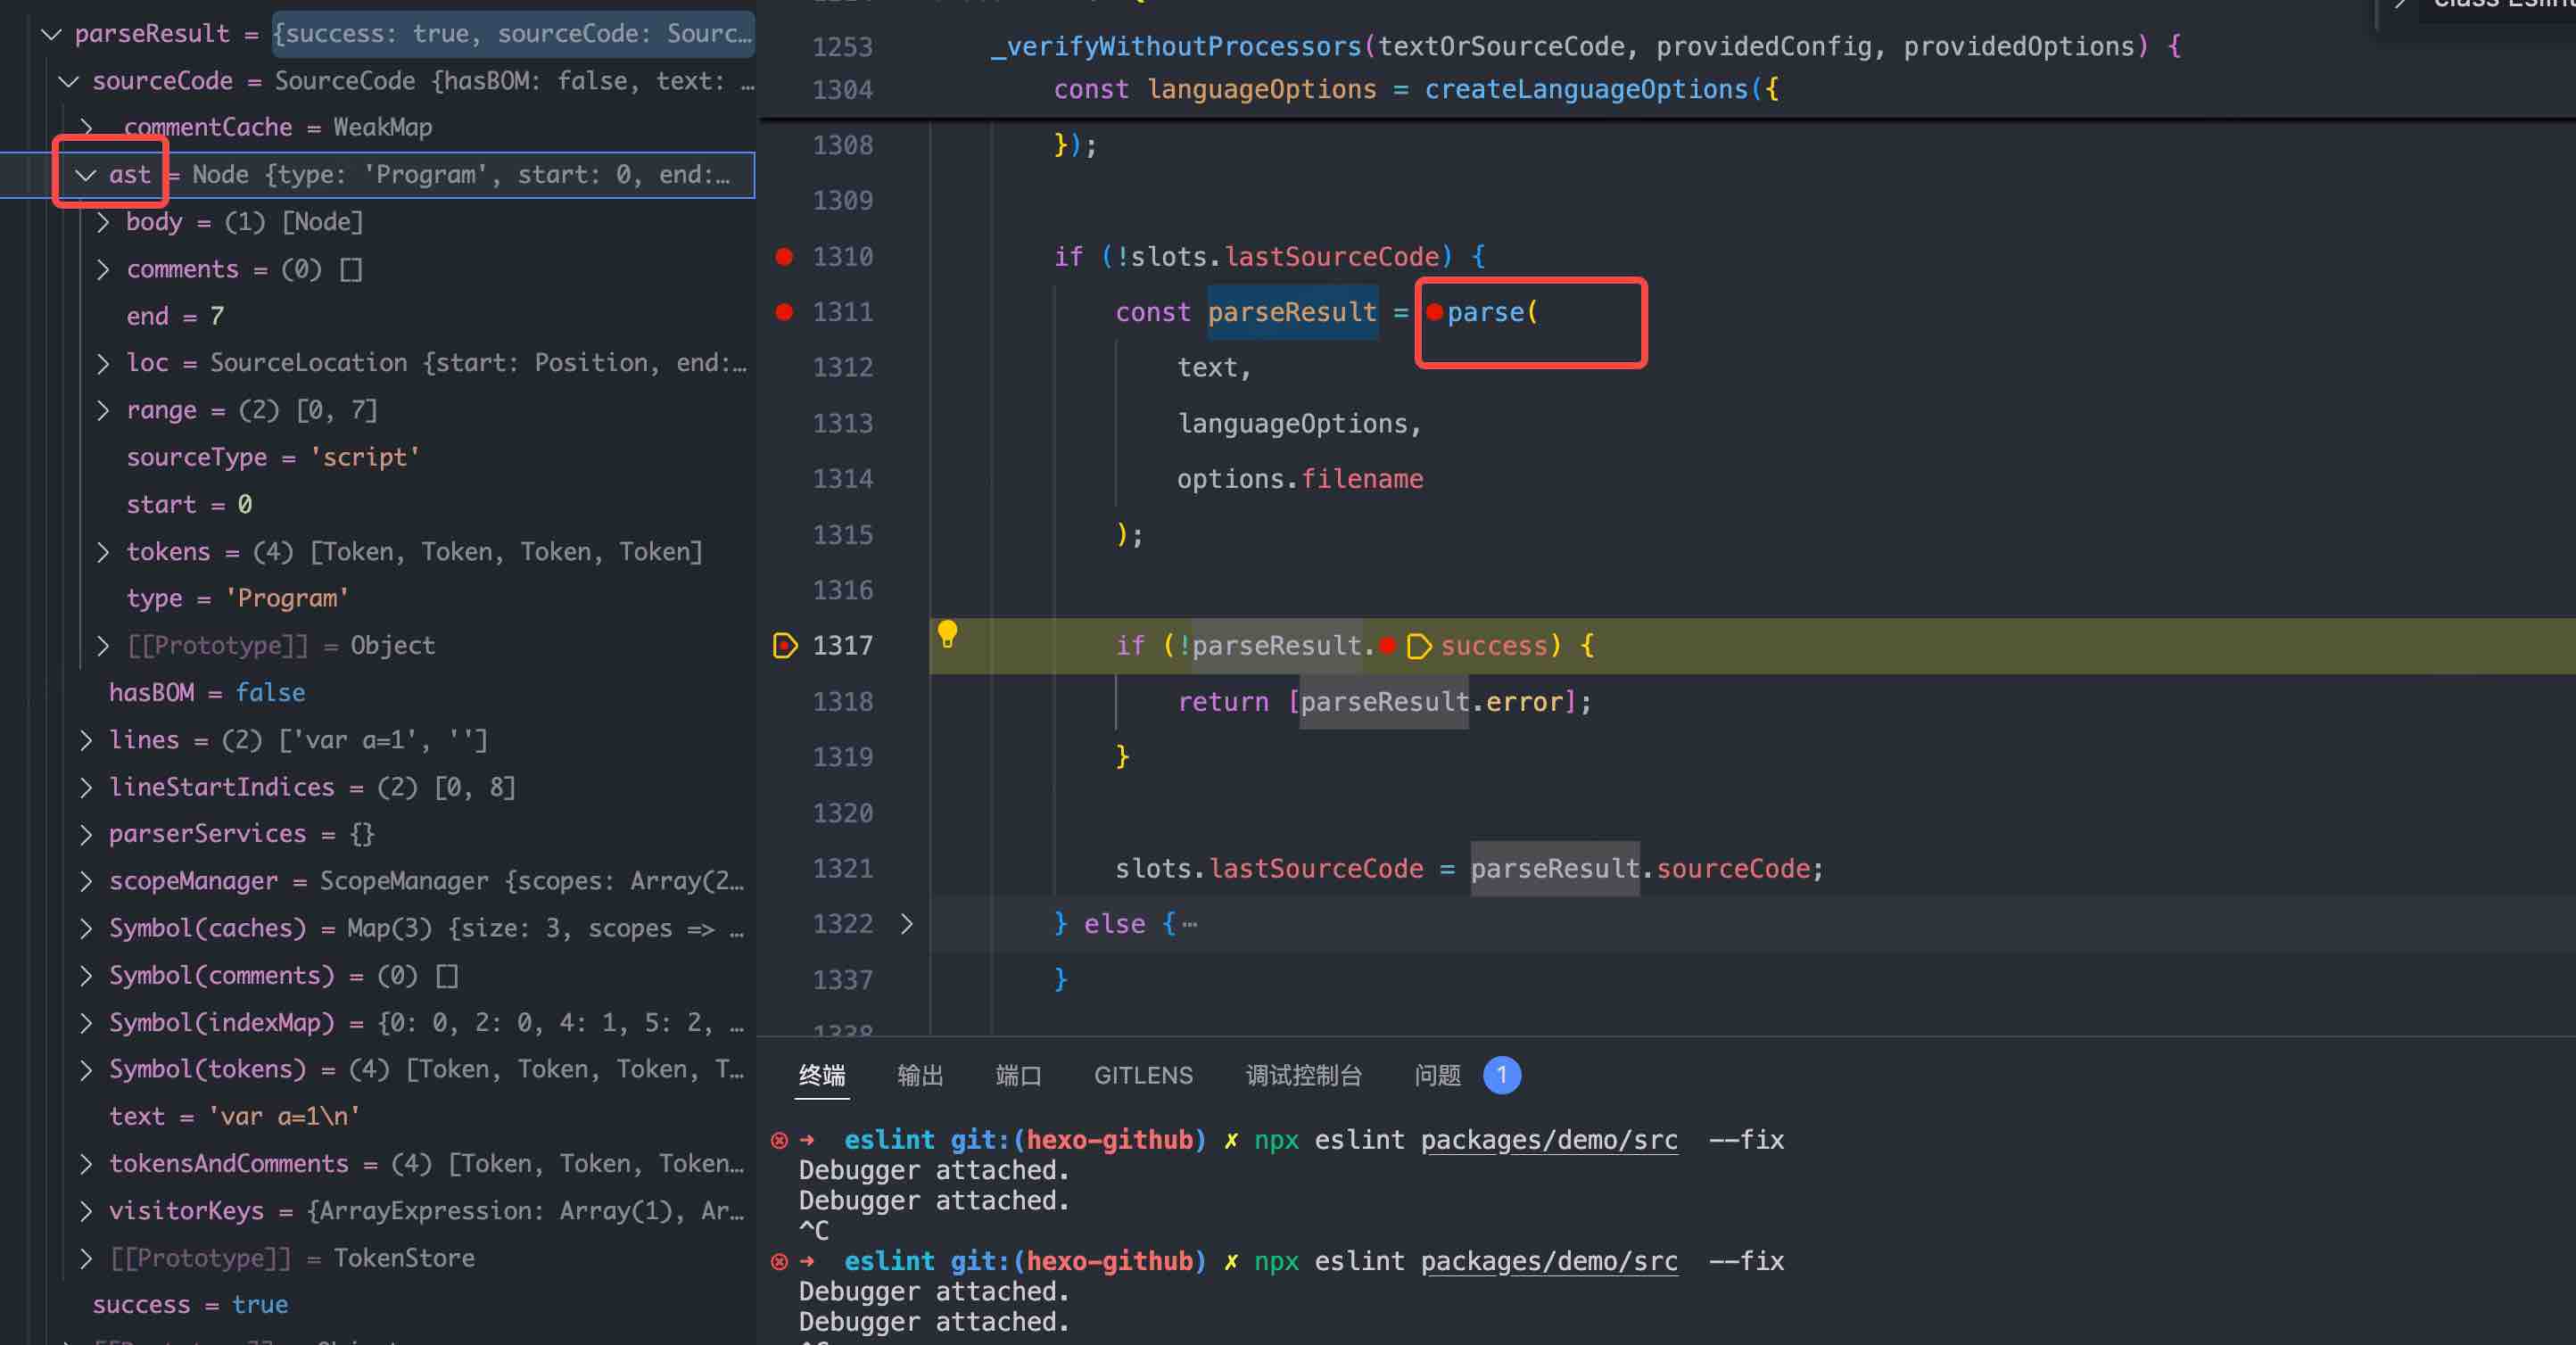 parseResult = {success: true, sourceCode: Sourc…
sourceCode = SourceCode {hasBOM: false, text: …
_commentCache = WeakMap
ast = Node {type: 'Program', start: 0, end:…
body = (1) [Node]
comments = (0) []
end = 7
loc = SourceLocation {start: Position, end:…
range = (2) [0, 7]
sourceType = 'script'
start = 0
tokens = (4) [Token, Token, Token, Token]
type = 'Program'
[[Prototype]] = Object
hasBOM = false
lines = (2) ['var a=1', '']
lineStartIndices = (2) [0, 8]
parserServices = {}
scopeManager = ScopeManager {scopes: Array(2…
Symbol(caches) = Map(3) {size: 3, scopes => …
Symbol(comments) = (0) []
Symbol(indexMap) = {0: 0, 2: 0, 4: 1, 5: 2, …
Symbol(tokens) = (4) [Token, Token, Token, T…
text = 'var a=1\n'
tokensAndComments = (4) [Token, Token, Token…
visitorKeys = {ArrayExpression: Array(1), Ar…
[[Prototype]] = TokenStore
success = true
1253 _verifyWithoutProcessors(textOrSourceCode, providedConfig, providedOptions) {
1304 const languageOptions = createLanguageOptions({
1308 });
1309
1310 if (!slots.lastSourceCode) {
1311 const parseResult = parse(
1312 text,
1313 languageOptions,
1314 options.filename
1315 );
1316
1317 if (!parseResult.success) {
1318 return [parseResult.error];
1319 }
1320
1321 slots.lastSourceCode = parseResult.sourceCode;
1322 } else {…
1337 }
1338
终端 输出 端口 GITLENS 调试控制台 问题 1
➜ eslint git:(hexo-github) ✗ npx eslint packages/demo/src --fix
Debugger attached.
Debugger attached.
^C
➜ eslint git:(hexo-github) ✗ npx eslint packages/demo/src --fix
Debugger attached.
Debugger attached.
^C